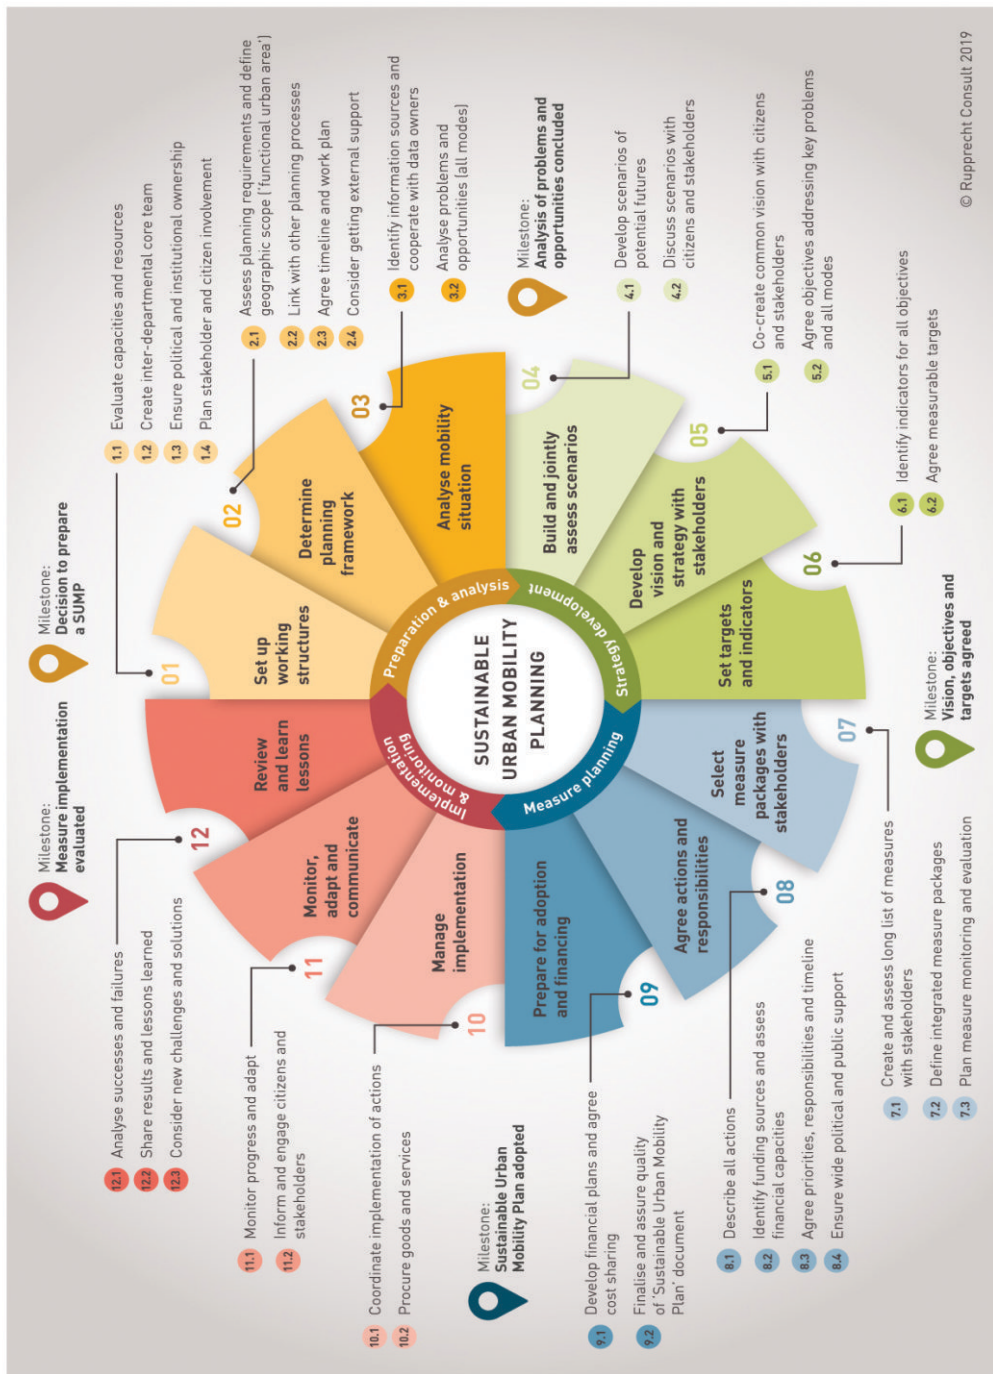 Milestone:
Measure implementation
evaluated
Milestone:
Decision to prepare
a SUMP
SUSTAINABLE
URBAN MOBILITY
PLANNING
Preparation & analysis
Strategy development
Measure planning
Implementation
& monitoring
01
Set up
working
structures
1.1 Evaluate capacities and resources
1.2 Create inter-departmental core team
1.3 Ensure political and institutional ownership
1.4 Plan stakeholder and citizen involvement
02
Determine
planning
framework
2.1 Assess planning requirements and define
geographic scope ('functional urban area')
2.2 Link with other planning processes
2.3 Agree timeline and work plan
2.4 Consider getting external support
03
Analyse mobility
situation
3.1 Identify information sources and
cooperate with data owners
3.2 Analyse problems and
opportunities (all modes)
Milestone:
Analysis of problems and
opportunities concluded
04
Build and jointly
assess scenarios
4.1 Develop scenarios of
potential futures
4.2 Discuss scenarios with
citizens and stakeholders
05
Develop
vision and
strategy with
stakeholders
5.1 Co-create common vision with citizens
and stakeholders
5.2 Agree objectives addressing key problems
and all modes
06
Set targets
and indicators
6.1 Identify indicators for all objectives
6.2 Agree measurable targets
Milestone:
Vision, objectives and
targets agreed
07
Select
measure
packages with
stakeholders
7.1 Create and assess long list of measures
with stakeholders
7.2 Define integrated measure packages
7.3 Plan measure monitoring and evaluation
08
Agree actions and
responsibilities
8.1 Describe all actions
8.2 Identify funding sources and assess
financial capacities
8.3 Agree priorities, responsibilities and timeline
8.4 Ensure wide political and public support
09
Prepare for adoption
and financing
9.1 Develop financial plans and agree
cost sharing
9.2 Finalise and assure quality
of 'Sustainable Urban Mobility
Plan' document
Milestone:
Sustainable Urban
Mobility Plan adopted
10
Manage
implementation
10.1 Coordinate implementation of actions
10.2 Procure goods and services
11
Monitor,
adapt and
communicate
11.1 Monitor progress and adapt
11.2 Inform and engage citizens and
stakeholders
12
Review
and learn
lessons
12.1 Analyse successes and failures
12.2 Share results and lessons learned
12.3 Consider new challenges and solutions
© Rupprecht Consult 2019